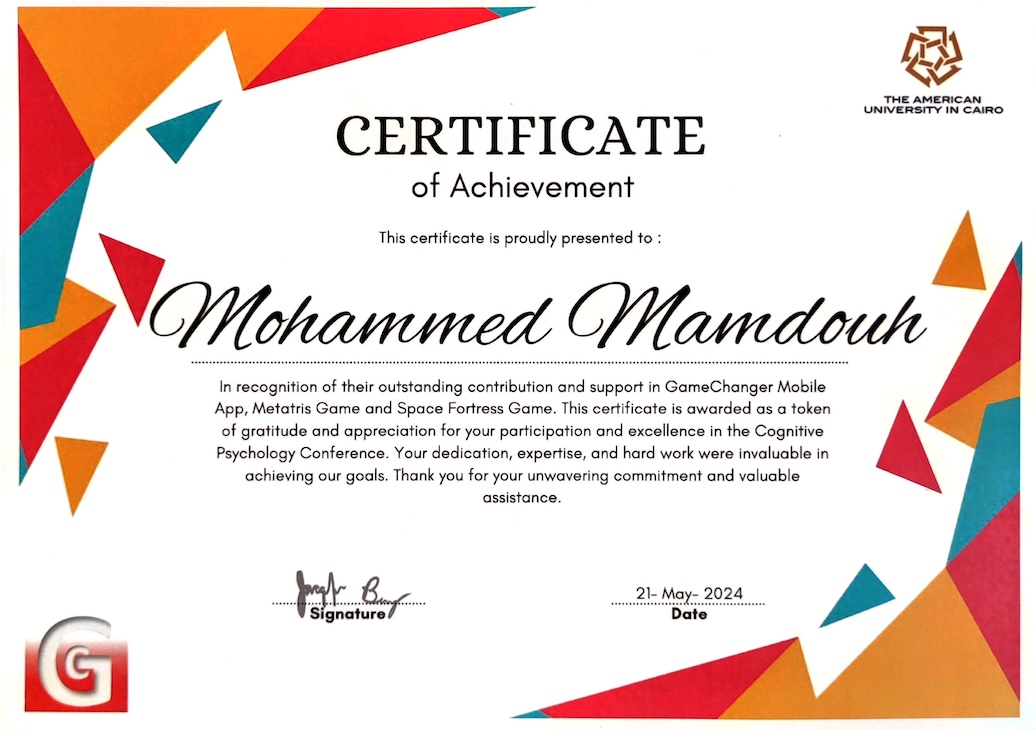 THE AMERICAN
UNIVERSITY IN CAIRO
CERTIFICATE
of Achievement
This certificate is proudly presented to :
Mohammed Mamdouh
In recognition of their outstanding contribution and support in GameChanger Mobile
App, Metatris Game and Space Fortress Game. This certificate is awarded as a token
of gratitude and appreciation for your participation and excellence in the Cognitive
Psychology Conference. Your dedication, expertise, and hard work were invaluable in
achieving our goals. Thank you for your unwavering commitment and valuable
assistance.
21- May- 2024
Signature
Date
GC